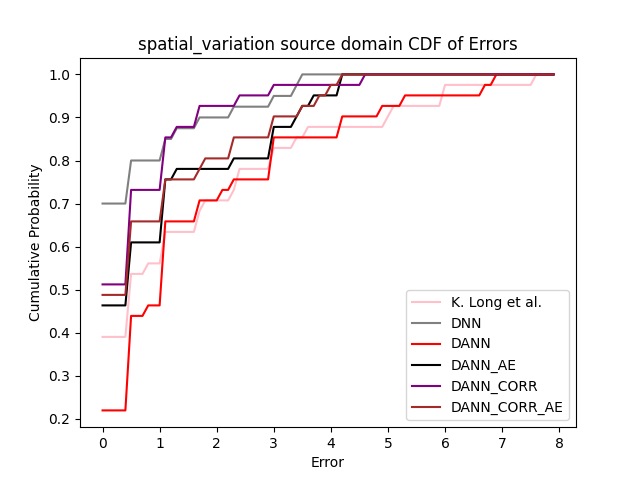 spatial_variation source domain CDF of Errors
Cumulative Probability
1.0
0.9
0.8
0.7
0.6
0.5
0.4
0.3
0.2
K. Long et al.
DNN
DANN
DANN_AE
DANN_CORR
DANN_CORR_AE
0 1 2 3 4 5 6 7 8
Error